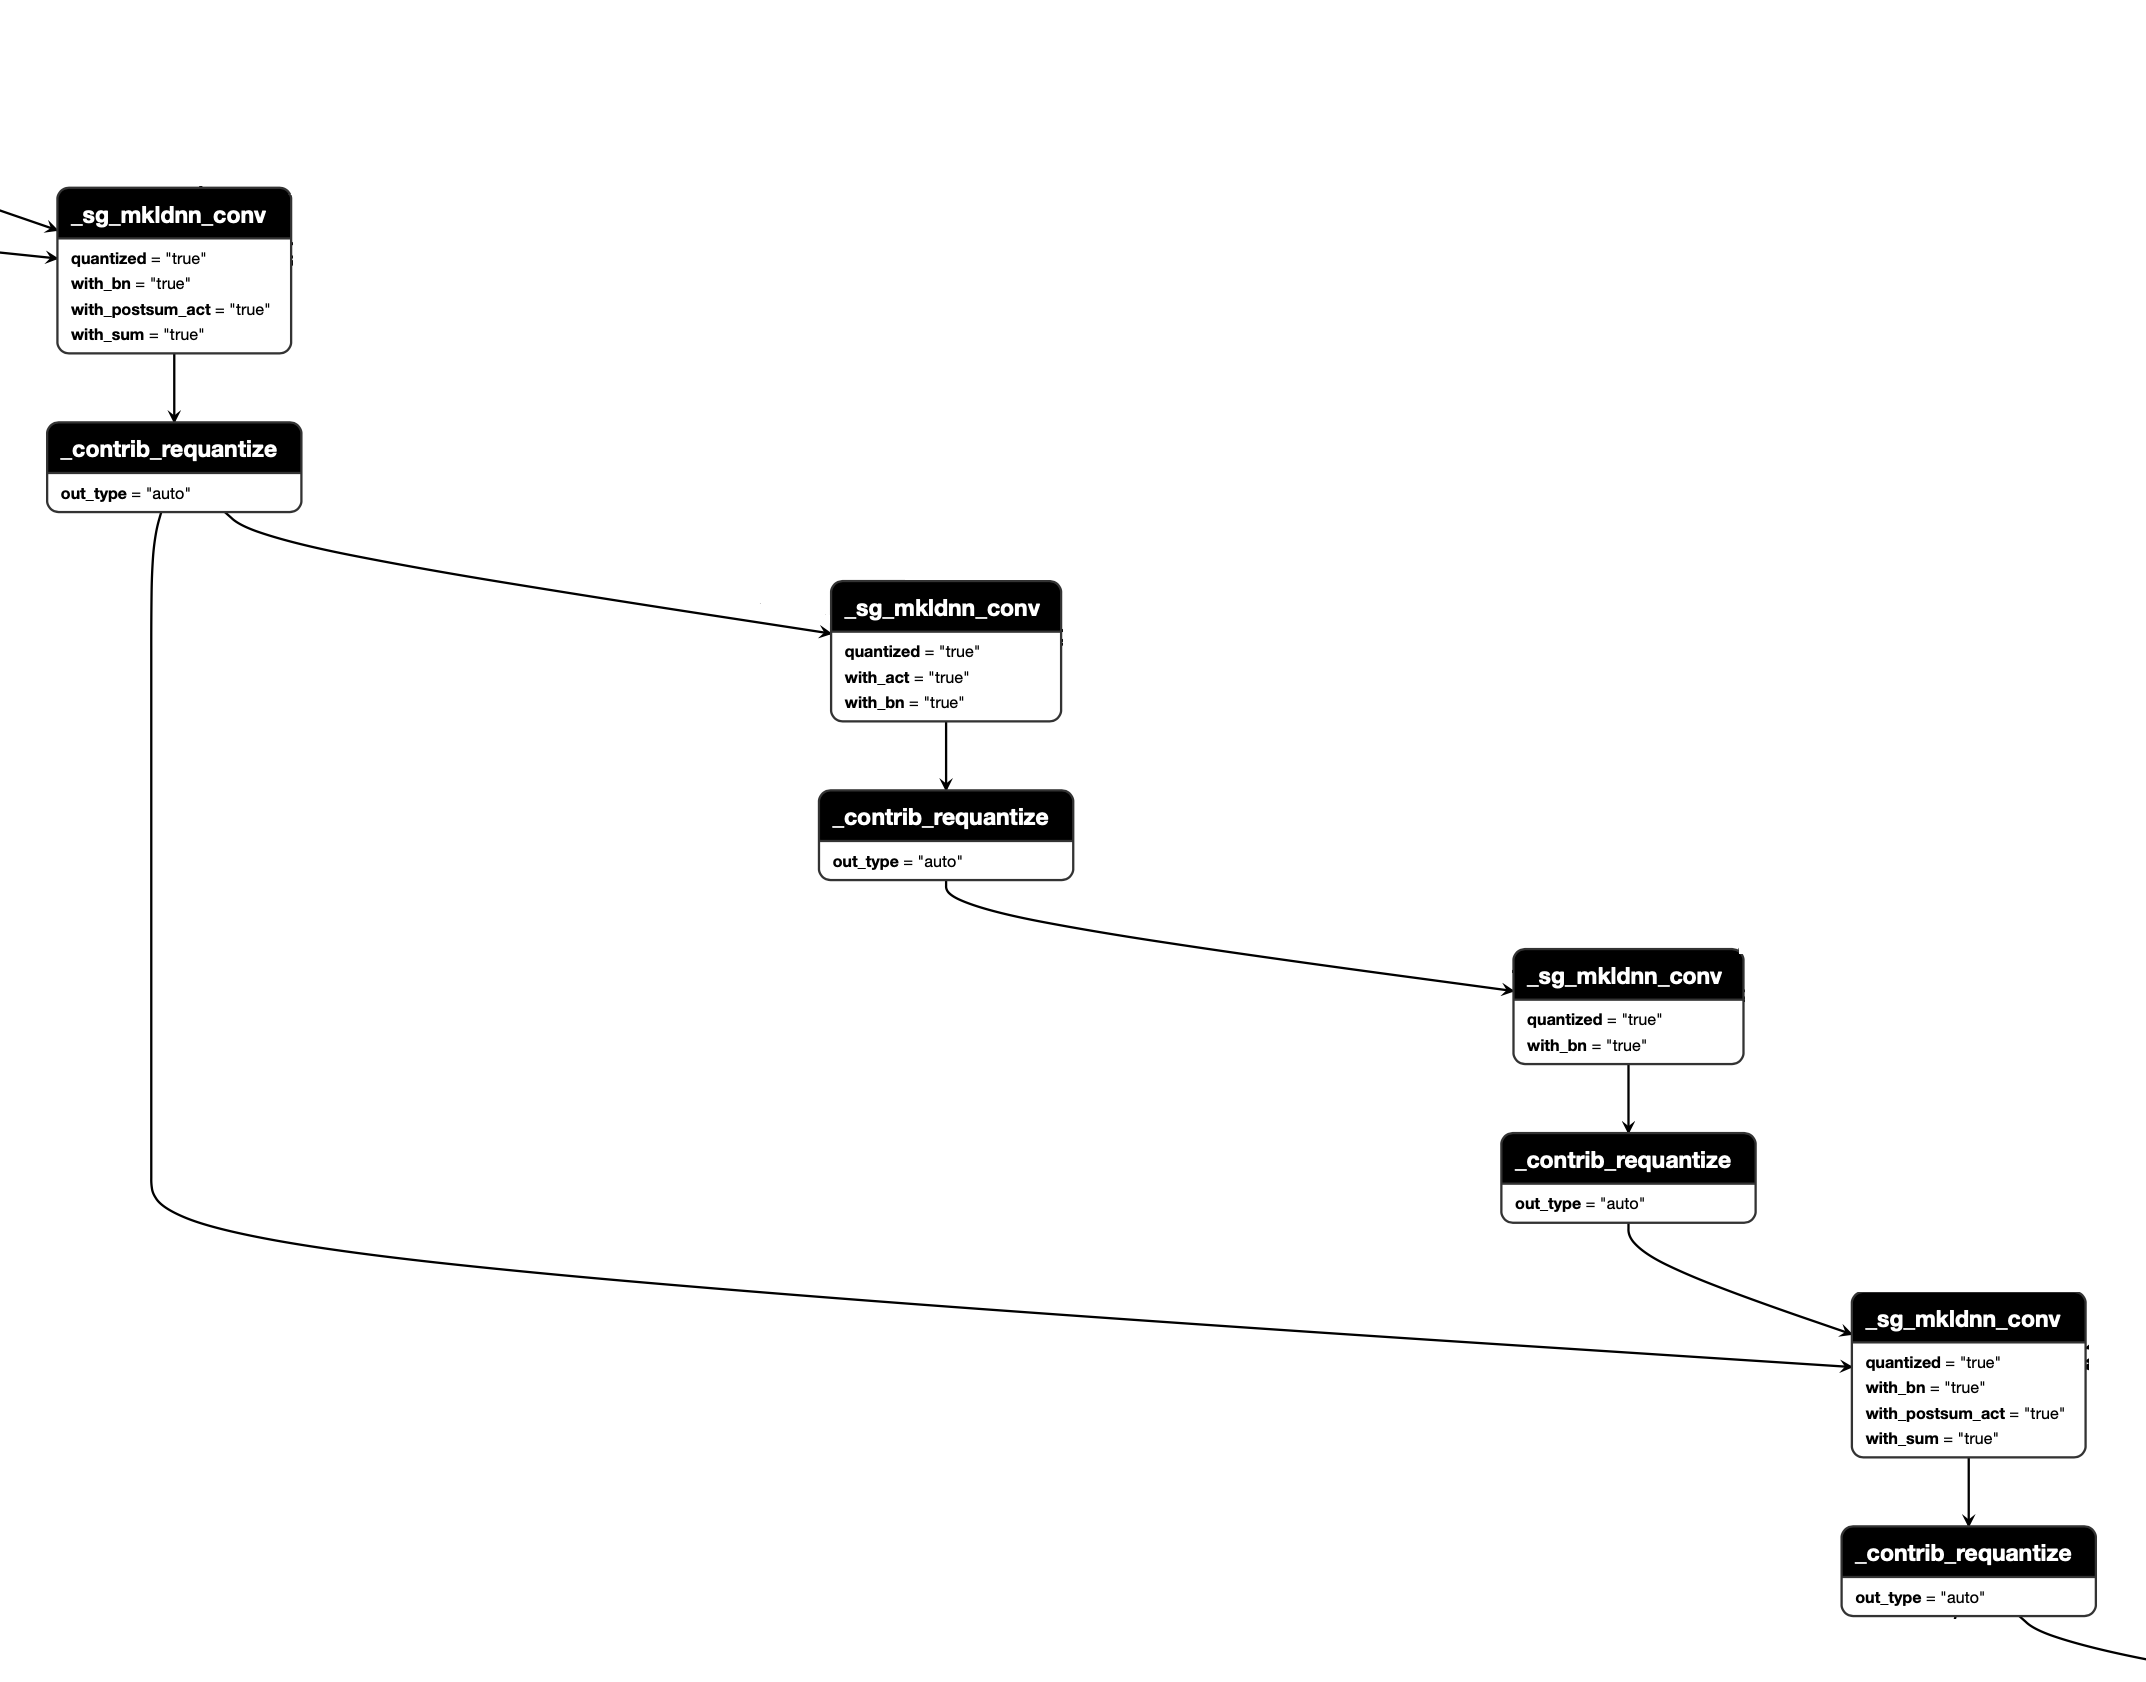 _sg_mkldnn_conv
quantized = "true"
with_bn = "true"
with_postsum_act = "true"
with_sum = "true"
_contrib_requantize
out_type = "auto"
_sg_mkldnn_conv
quantized = "true"
with_act = "true"
with_bn = "true"
_contrib_requantize
out_type = "auto"
_sg_mkldnn_conv
quantized = "true"
with_bn = "true"
_contrib_requantize
out_type = "auto"
_sg_mkldnn_conv
quantized = "true"
with_bn = "true"
with_postsum_act = "true"
with_sum = "true"
_contrib_requantize
out_type = "auto"